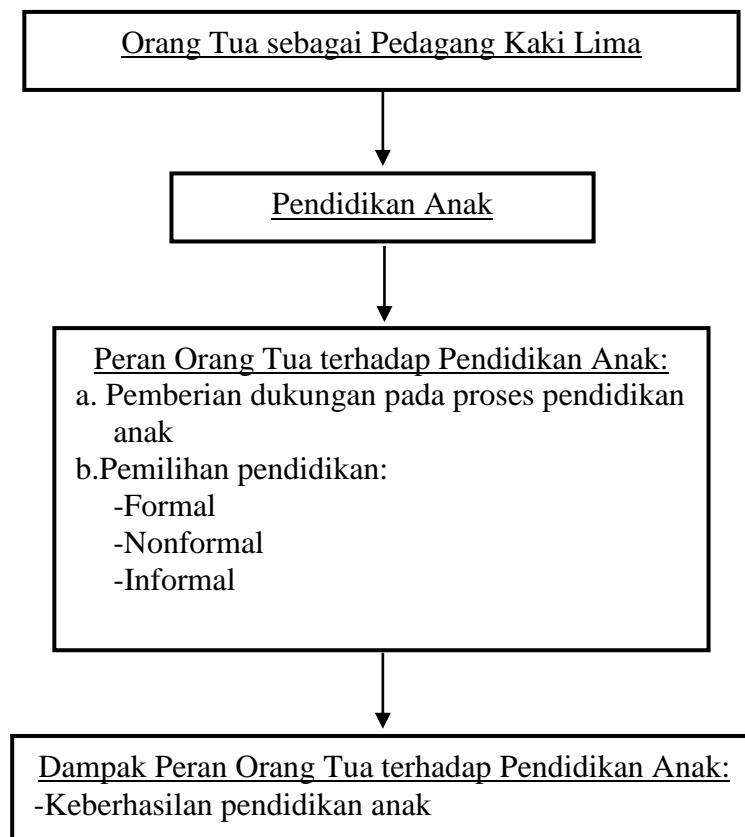 Orang Tua sebagai Pedagang Kaki Lima
Pendidikan Anak
Peran Orang Tua terhadap Pendidikan Anak:
a. Pemberian dukungan pada proses pendidikan
anak
b.Pemilihan pendidikan:
-Formal
-Nonformal
-Informal
Dampak Peran Orang Tua terhadap Pendidikan Anak:
-Keberhasilan pendidikan anak